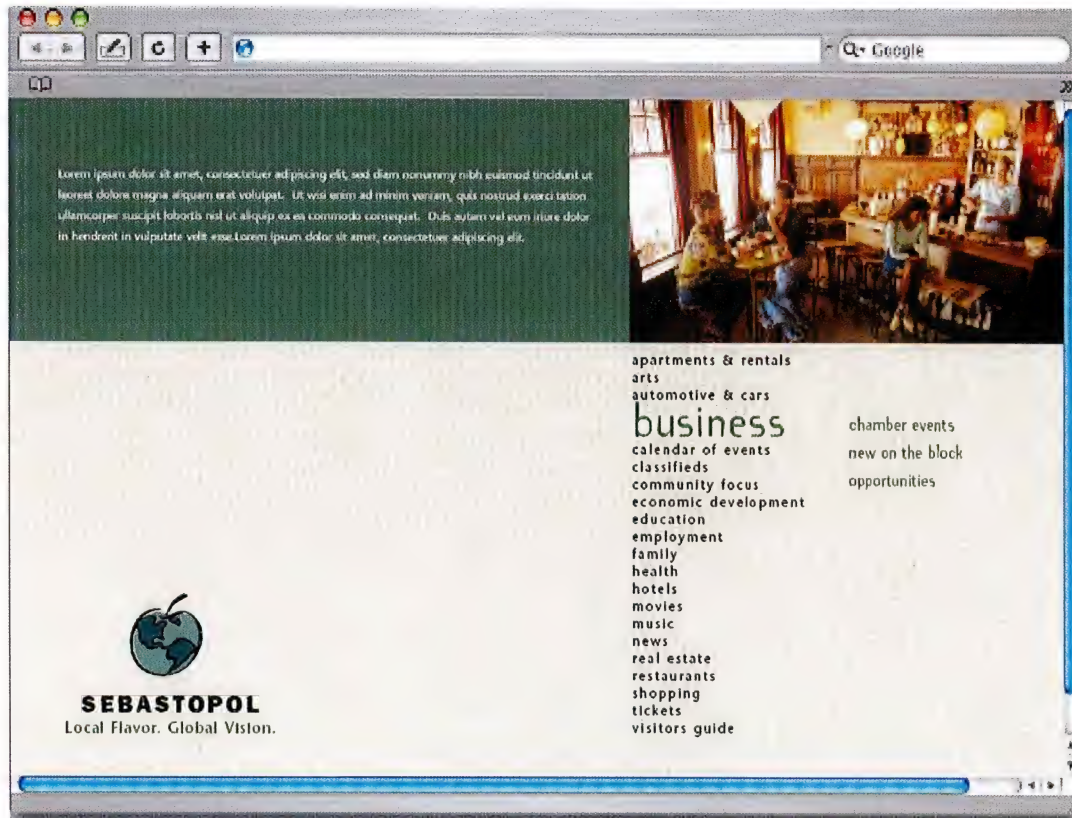 Google
Lorem ipsum dolor sit amet, consectetuer adipiscing elit, sed diam nonummy nibh euismod tincidunt ut
laoreet dolore magna aliquam erat volutpat. Ut wisi enim ad minim veniam, quis nostrud exerci tation
ullamcorper suscipit lobortis nisl ut aliquip ex ea commodo consequat. Duis autem vel eum iriure dolor
in hendrerit in vulputate velit esse.Lorem ipsum dolor sit amet, consectetuer adipiscing elit.
apartments & rentals
arts
automotive & cars
business
calendar of events
classifieds
community focus
economic development
education
employment
family
health
hotels
movies
music
news
real estate
restaurants
shopping
tickets
visitors guide
chamber events
new on the block
opportunities
SEBASTOPOL
Local Flavor. Global Vision.